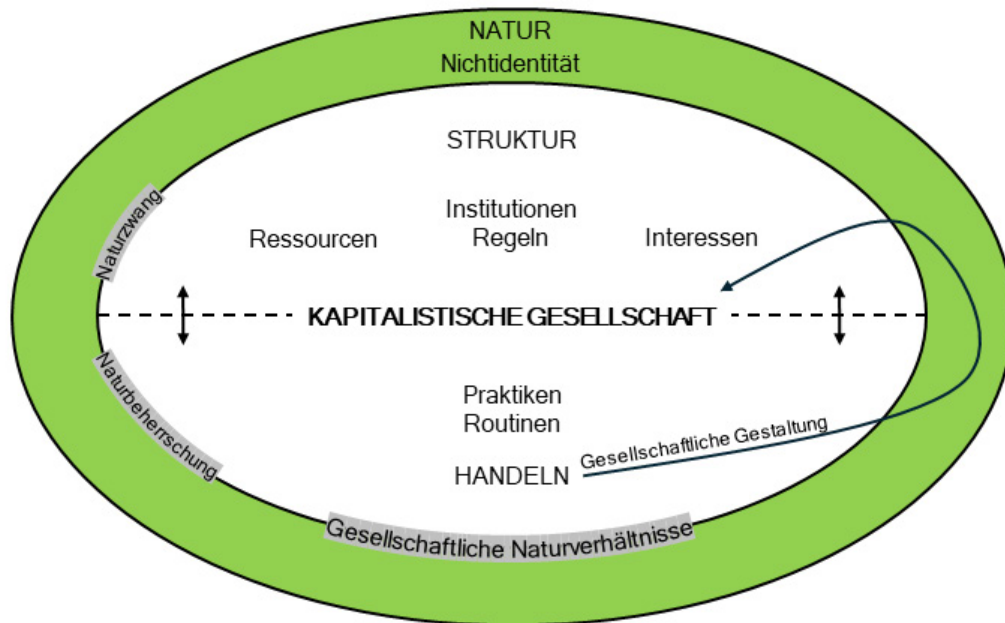 NATUR
Nichtidentität
STRUKTUR
Naturzwang
Ressourcen
Institutionen
Regeln
Interessen
KAPITALISTISCHE GESELLSCHAFT
Naturbeherrschung
Praktiken
Routinen
Gesellschaftliche Gestaltung
HANDELN
Gesellschaftliche Naturverhältnisse